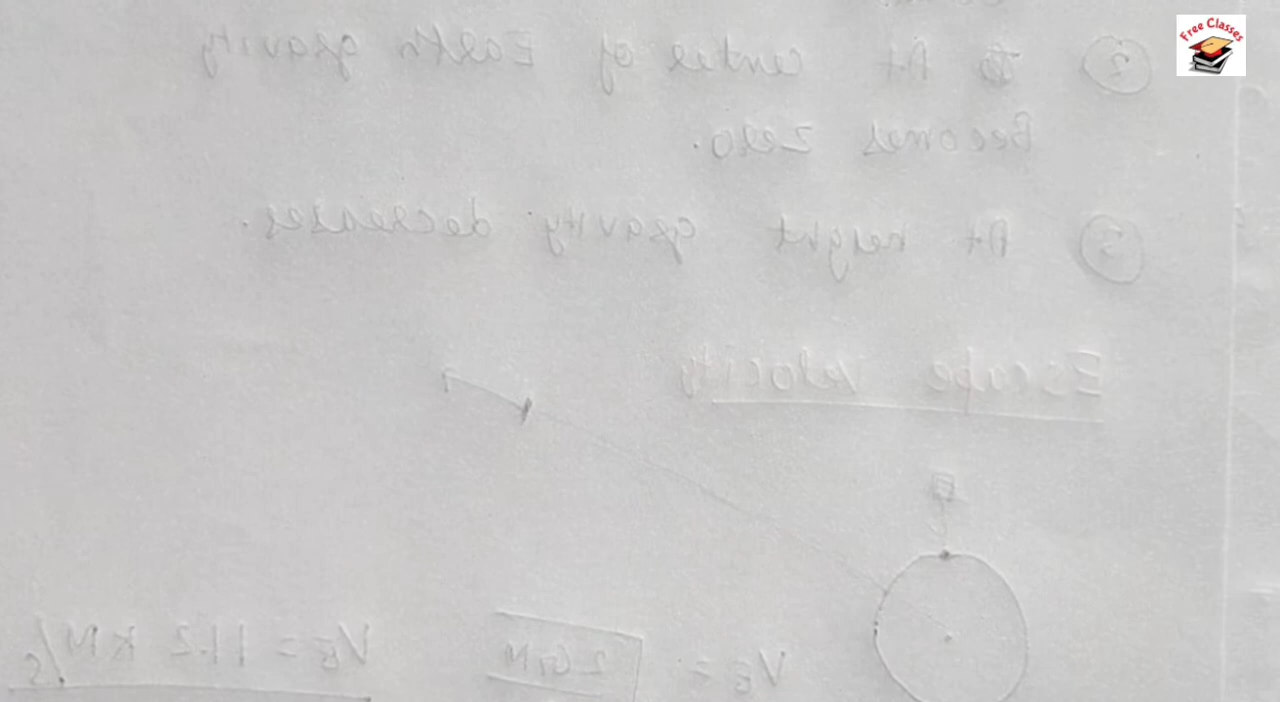 Free Classes
② At centre of Earth gravity
Becomes zero.
③ At height gravity decreases.
Escape velocity
VE = 2GM
VE = 11.2 KM/s